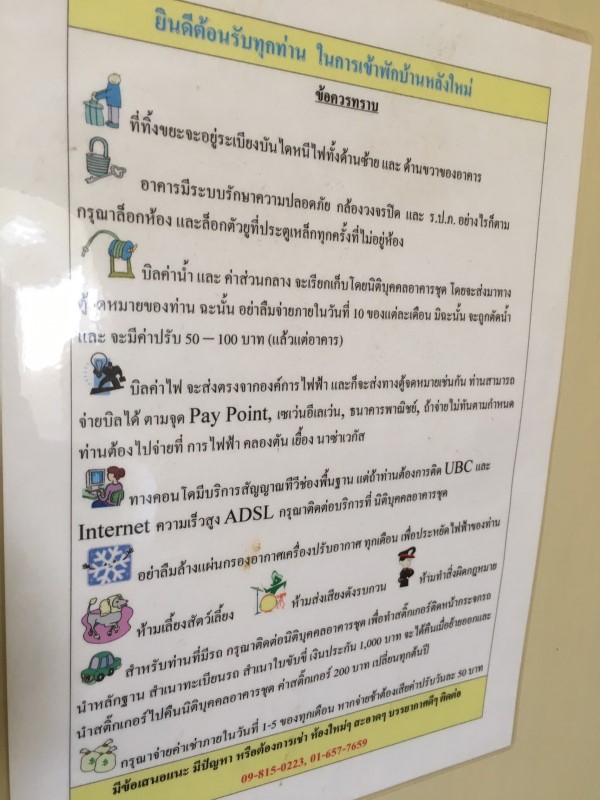 ยินดีต้อนรับทุกท่าน ในการเข้าพักบ้านหลังใหม่
ข้อควรทราบ
ที่ทิ้งขยะจะอยู่ระเบียงบันไดหนีไฟทั้งด้านซ้าย และ ด้านขวาของอาคาร
อาคารมีระบบรักษาความปลอดภัย กล้องวงจรปิด และ ร.ป.ภ. อย่างไรก็ตาม
กรุณาล็อกห้อง และล็อกตัวยูที่ประตูเหล็กทุกครั้งที่ไม่อยู่ห้อง
บิลค่าน้ำ และ ค่าส่วนกลาง จะเรียกเก็บโดยนิติบุคคลอาคารชุด โดยจะส่งมาทาง
ตู้จดหมายของท่าน ฉะนั้น อย่าลืมจ่ายภายในวันที่ 10 ของแต่ละเดือน มิฉะนั้น จะถูกตัดน้ำ
และ จะมีค่าปรับ 50 – 100 บาท (แล้วแต่อาคาร)
บิลค่าไฟ จะส่งตรงจากองค์การไฟฟ้า และก็จะส่งทางตู้จดหมายเช่นกัน ท่านสามารถ
จ่ายบิลได้ ตามจุด Pay Point, เซเว่นอีเลเว่น, ธนาคารพาณิชย์, ถ้าจ่ายไม่ทันตามกำหนด
ท่านต้องไปจ่ายที่ การไฟฟ้า คลองตัน เยื้อง นาซ่าเวกัส
ทางคอนโดมีบริการสัญญาณทีวีช่องพื้นฐาน แต่ถ้าท่านต้องการติด UBC และ
Internet ความเร็วสูง ADSL กรุณาติดต่อบริการที่ นิติบุคคลอาคารชุด
อย่าลืมล้างแผ่นกรองอากาศเครื่องปรับอากาศ ทุกเดือน เพื่อประหยัดไฟฟ้าของท่าน
ห้ามเลี้ยงสัตว์เลี้ยง ห้ามส่งเสียงดังรบกวน ห้ามทำสิ่งผิดกฎหมาย
สำหรับท่านที่มีรถ กรุณาติดต่อนิติบุคคลอาคารชุด เพื่อทำสติ๊กเกอร์ติดหน้ากระจกรถ
นำหลักฐาน สำเนาทะเบียนรถ สำเนาใบขับขี่ เงินประกัน 1,000 บาท จะได้คืนเมื่อย้ายออกและ
นำสติ๊กเกอร์ไปคืนนิติบุคคลอาคารชุด ค่าสติ๊กเกอร์ 200 บาท เปลี่ยนทุกต้นปี
กรุณาจ่ายค่าเช่าภายในวันที่ 1-5 ของทุกเดือน หากจ่ายช้าต้องเสียค่าปรับวันละ 50 บาท
มีข้อเสนอแนะ มีปัญหา หรือต้องการเช่า ห้องใหม่ๆ สะอาดๆ บรรยากาศดีๆ ติดต่อ
09-815-0223, 01-657-7659